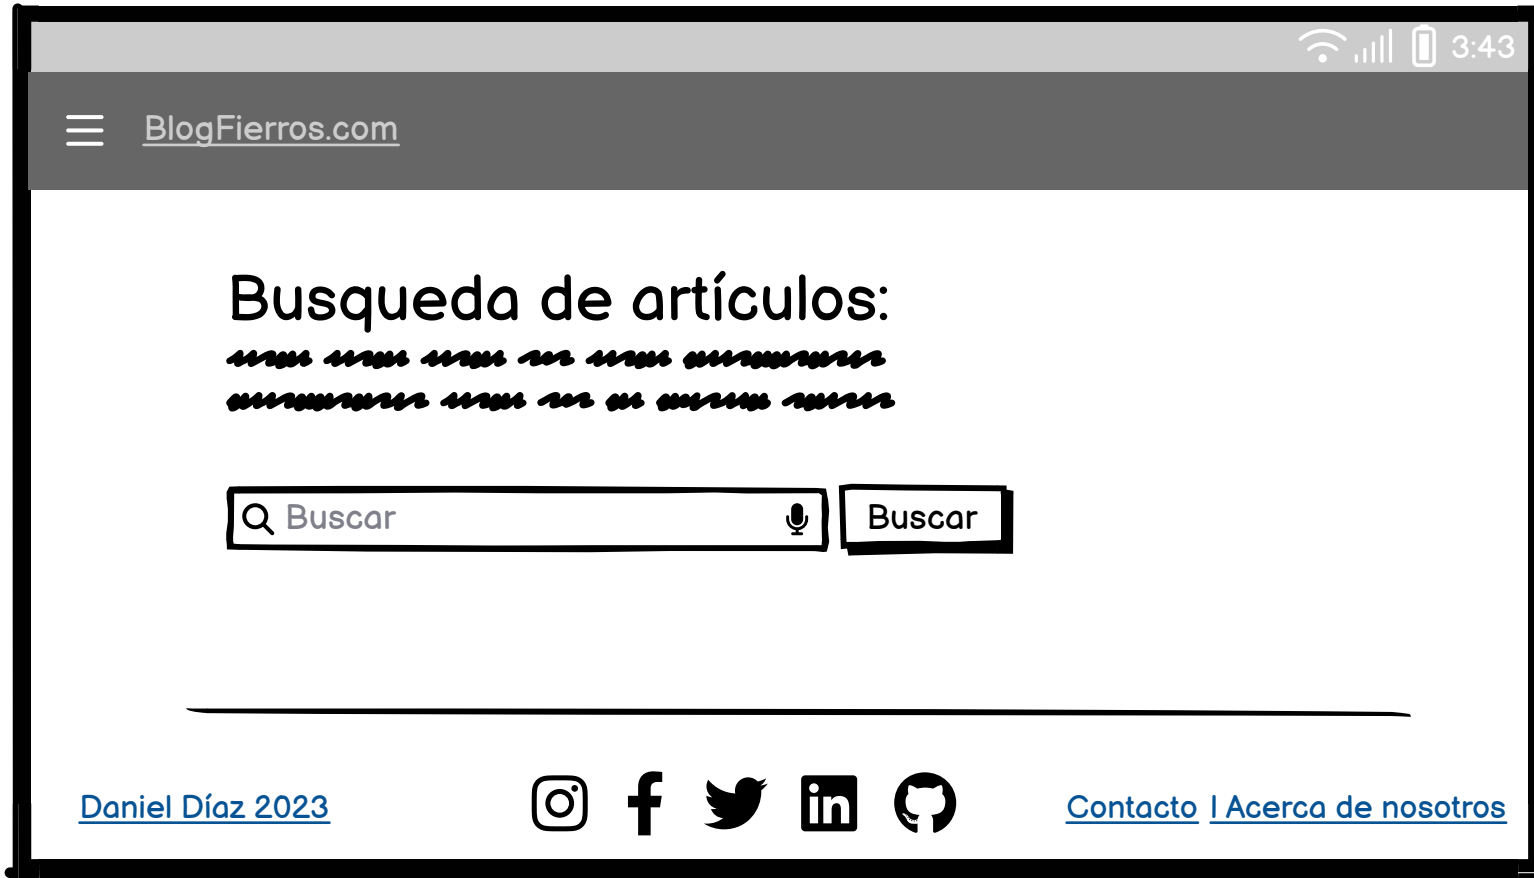 3:43
BlogFierros.com
Busqueda de artículos:
Buscar
Buscar
Daniel Díaz 2023
Contacto | Acerca de nosotros